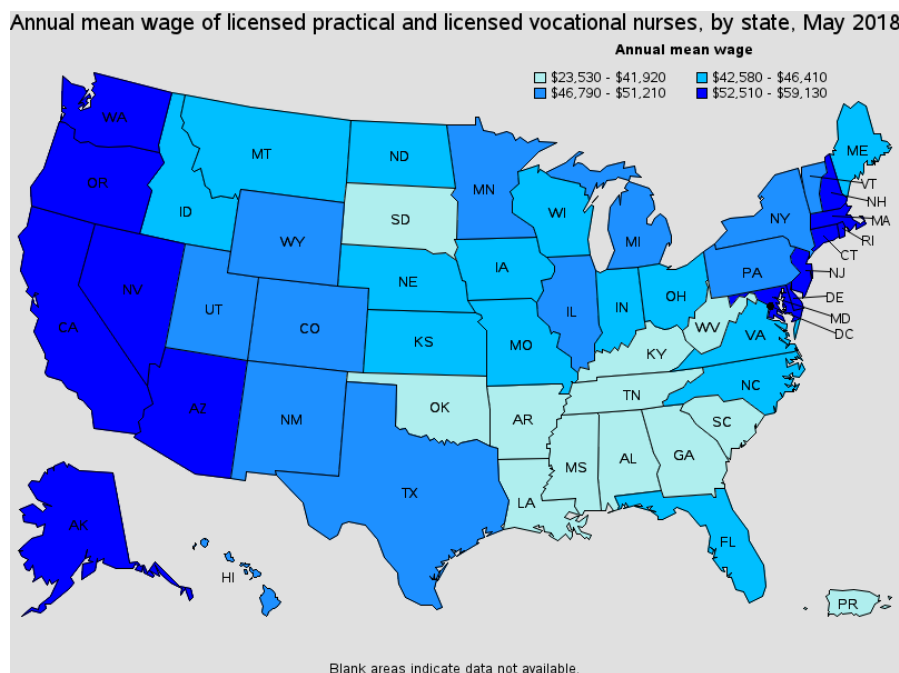 Annual mean wage of licensed practical and licensed vocational nurses, by state, May 2018
Annual mean wage
$23,530 - $41,920 $42,580 - $46,410
$46,790 - $51,210 $52,510 - $59,130
WA
MT
ND
ME
OR
MN
VT
ID
SD
WI
NH
NY
MA
WY
MI
RI
CT
IA
PA
NJ
NE
NV
OH
IN
DE
UT
IL
MD
CA
CO
WV
DC
KS
MO
VA
KY
NC
TN
AZ
OK
NM
AR
SC
MS
AL
GA
TX
LA
AK
FL
HI
PR
Blank areas indicate data not available.